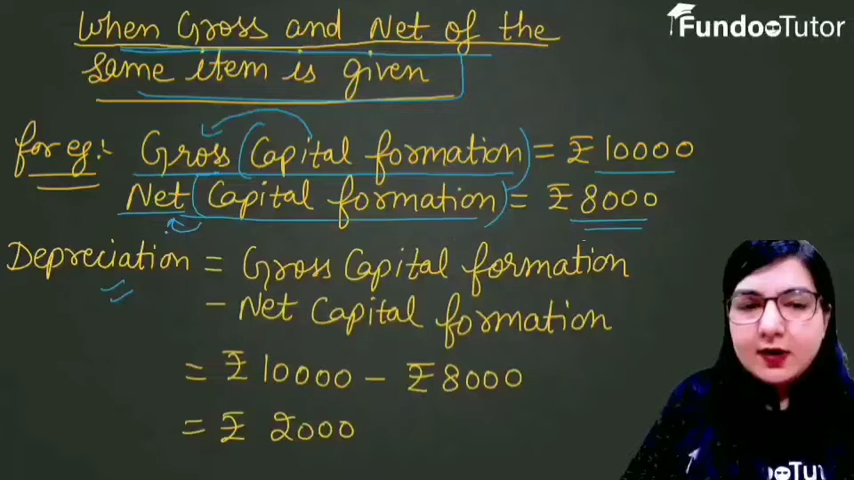 FundooTutor
When Gross and Net of the
same item is given
for eg:- Gross (Capital formation) = ₹ 10000
Net (Capital formation) = ₹ 8000
Depreciation = Gross Capital formation
- Net Capital formation
= ₹ 10000 - ₹ 8000
= ₹ 2000